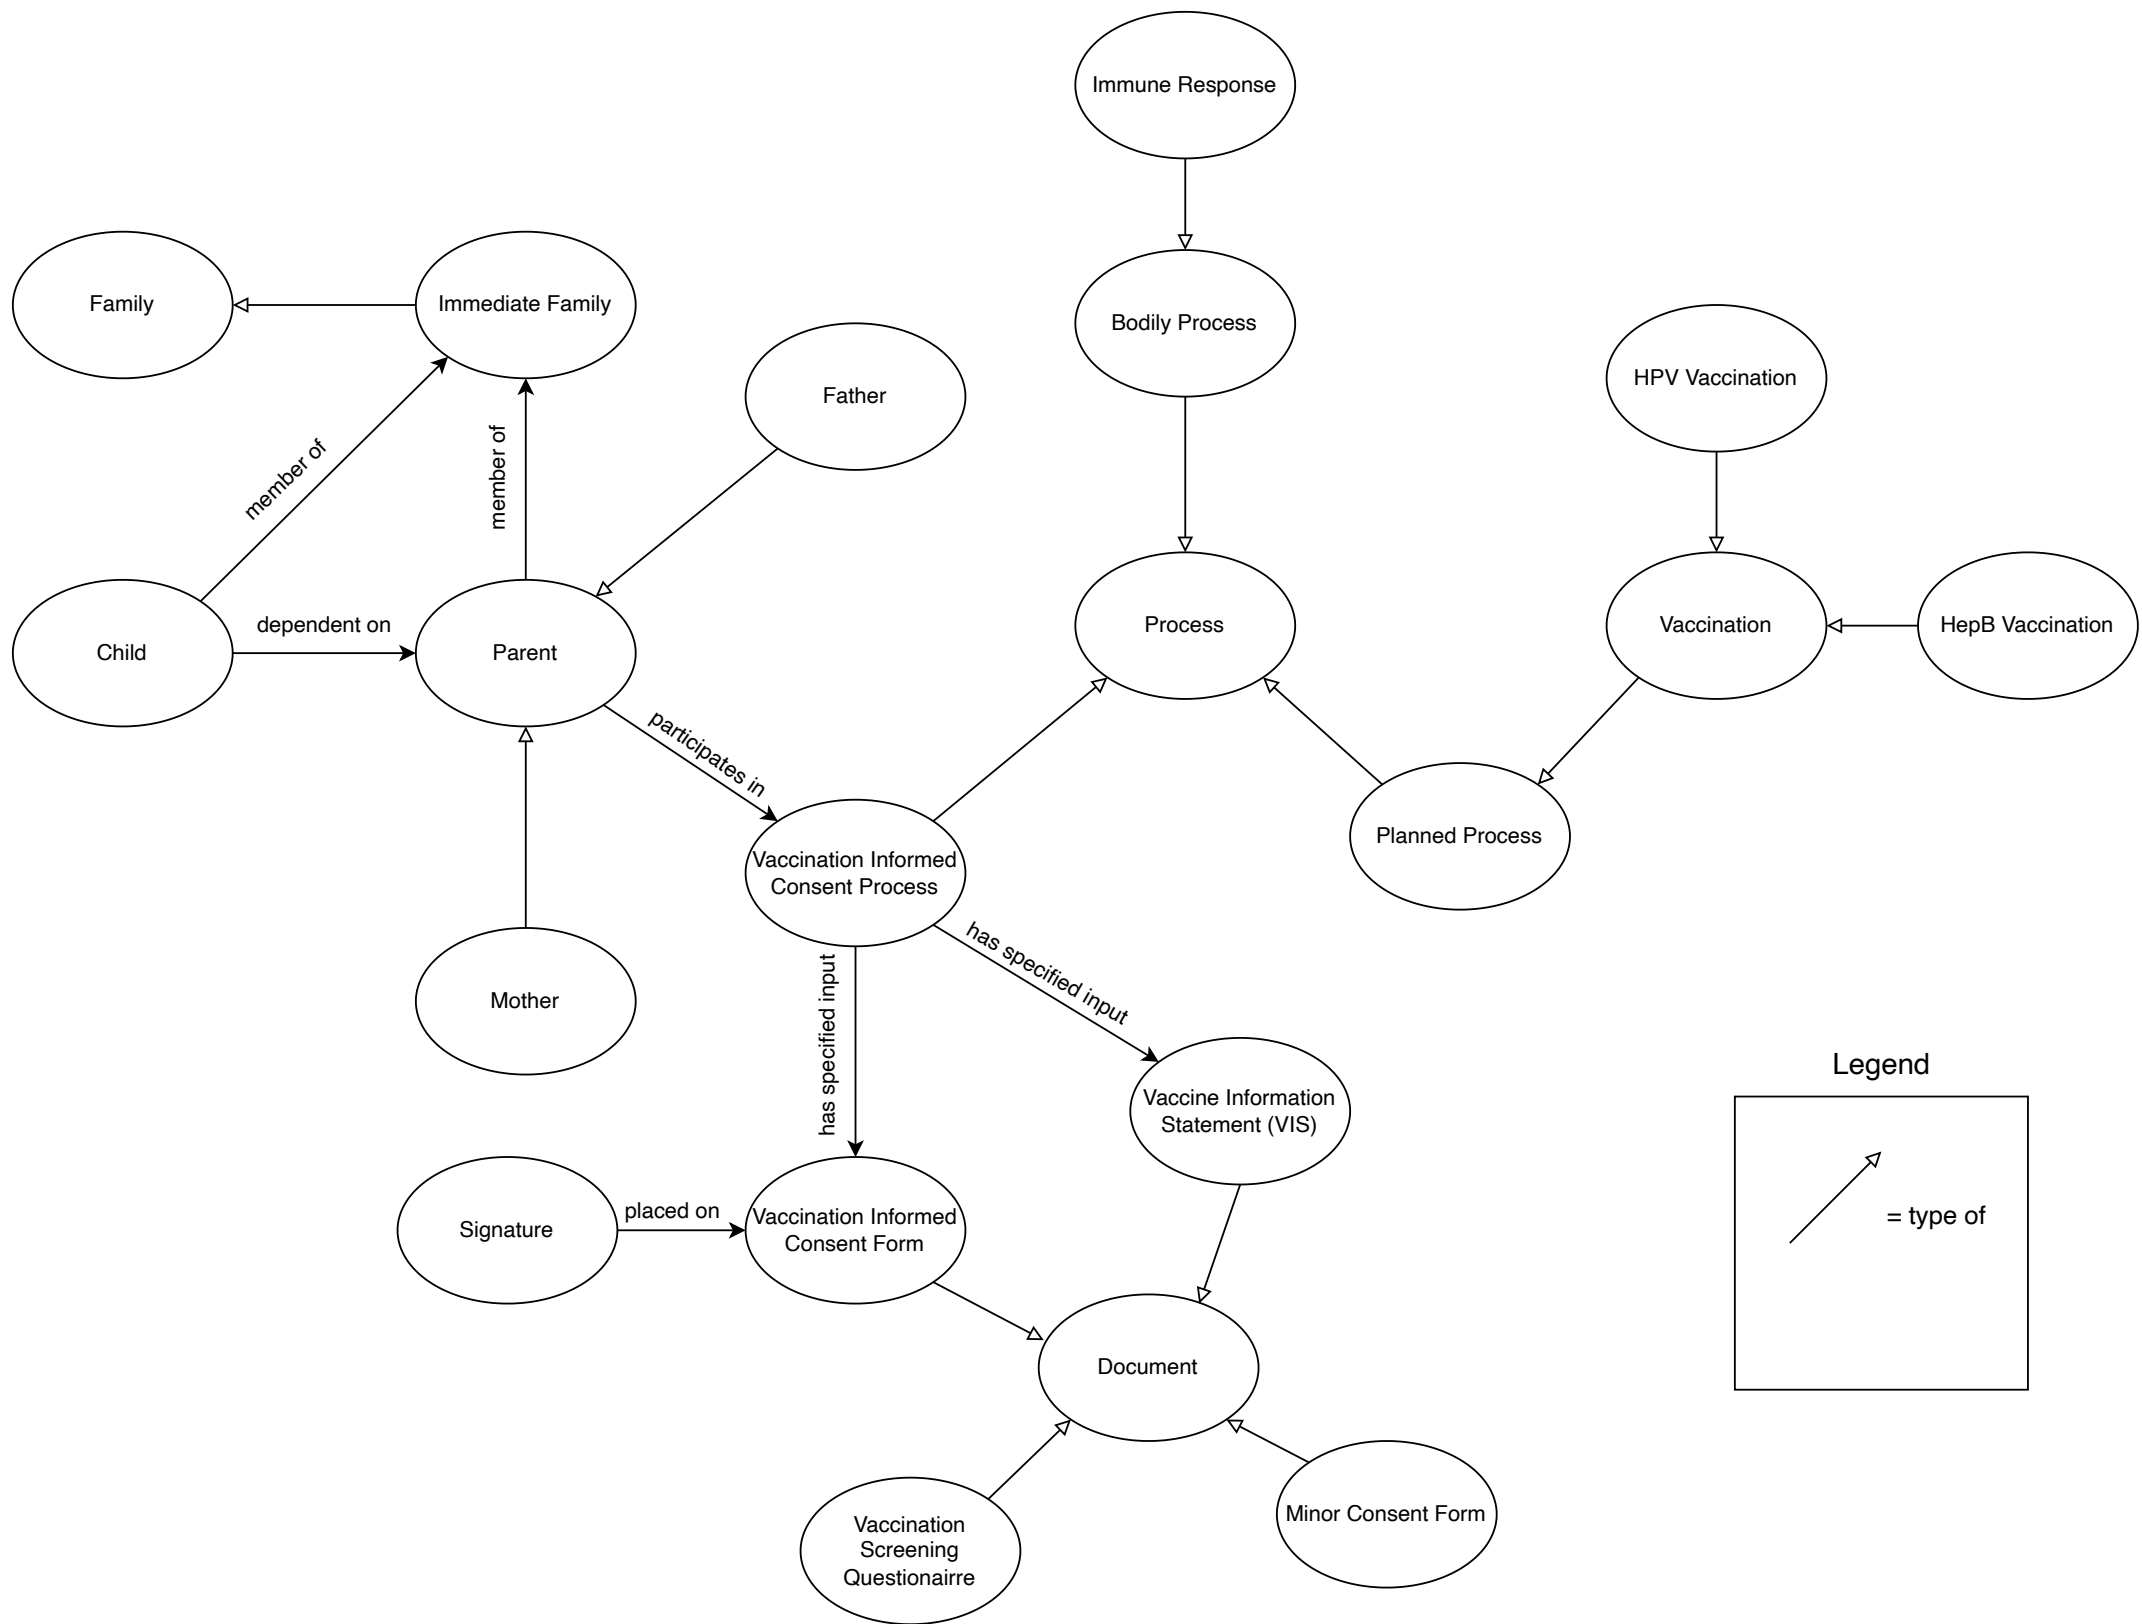 Immune Response
Family
Immediate Family
Bodily Process
Father
HPV Vaccination
member of
member of
Child
dependent on
Parent
Process
Vaccination
HepB Vaccination
participates in
Planned Process
Vaccination Informed
Consent Process
Mother
has specified input
has specified input
Vaccine Information
Statement (VIS)
Legend
= type of
Signature
placed on
Vaccination Informed
Consent Form
Document
Minor Consent Form
Vaccination
Screening
Questionairre